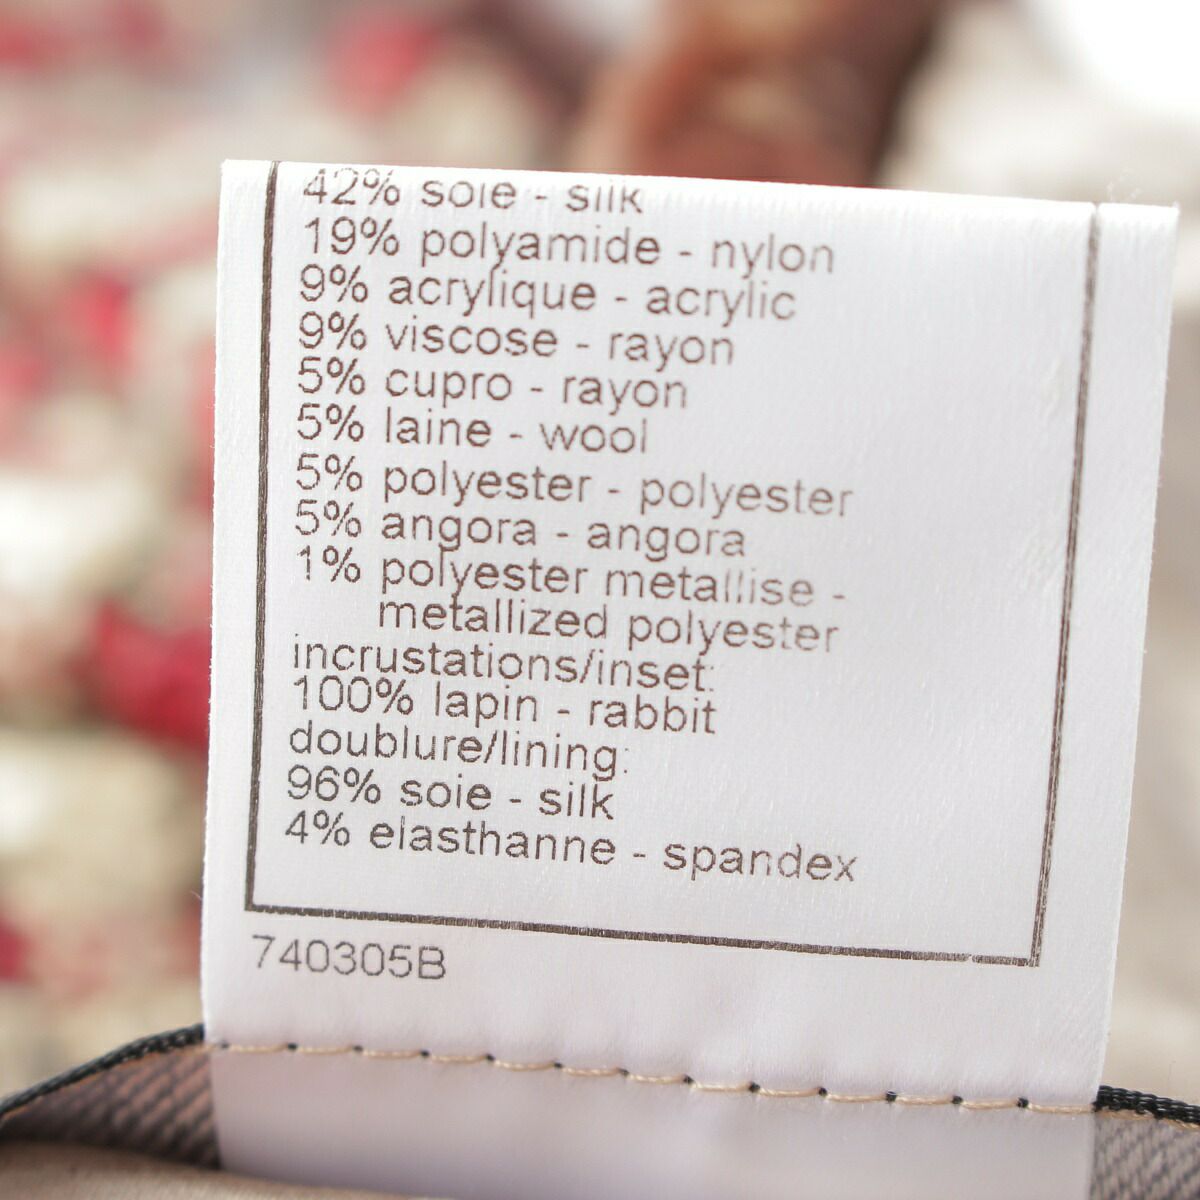 42% soie - silk
19% polyamide - nylon
9% acrylique - acrylic
9% viscose - rayon
5% cupro - rayon
5% laine - wool
5% polyester - polyester
5% angora - angora
1% polyester metallise -
metallized polyester
incrustations/inset:
100% lapin - rabbit
doublure/lining:
96% soie - silk
4% elasthanne - spandex
740305B